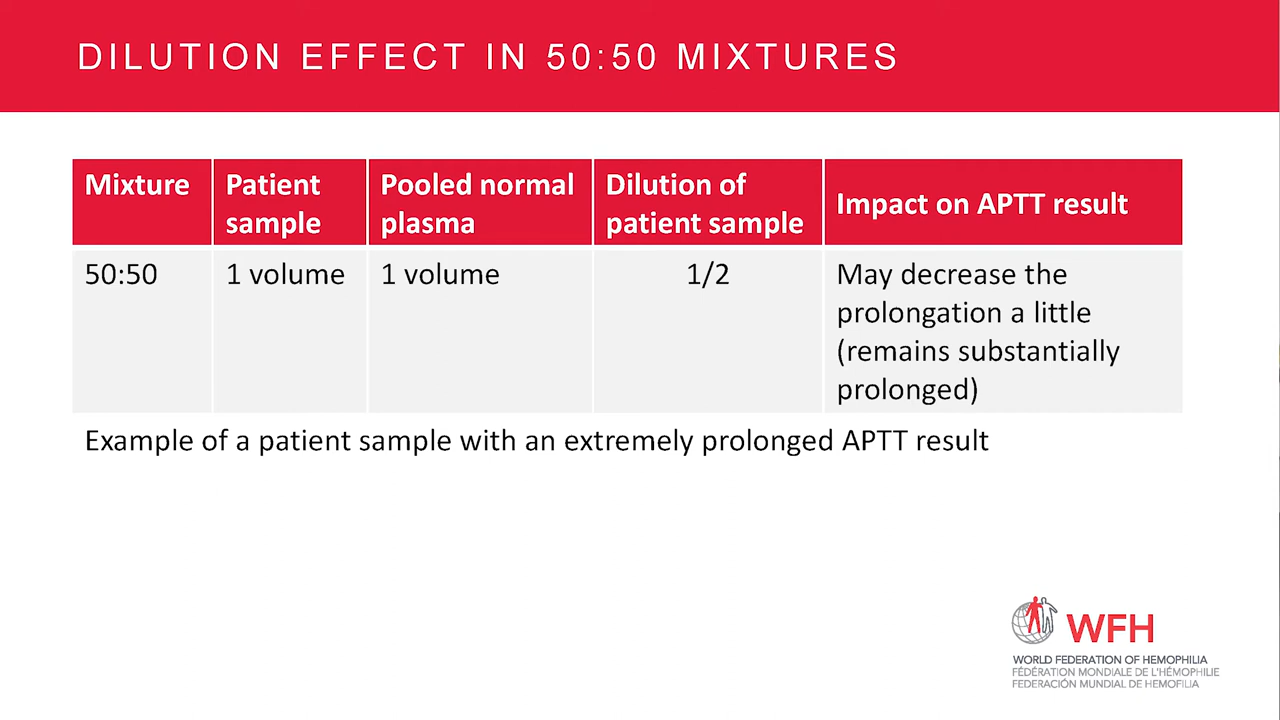 DILUTION EFFECT IN 50:50 MIXTURES
Mixture
Patient
sample
Pooled normal
plasma
Dilution of
patient sample
Impact on APTT result
50:50
1 volume
1 volume
1/2
May decrease the
prolongation a little
(remains substantially
prolonged)
Example of a patient sample with an extremely prolonged APTT result
WFH
WORLD FEDERATION OF HEMOPHILIA
FÉDÉRATION MONDIALE DE L'HÉMOPHILIE
FEDERACIÓN MUNDIAL DE HEMOFILIA